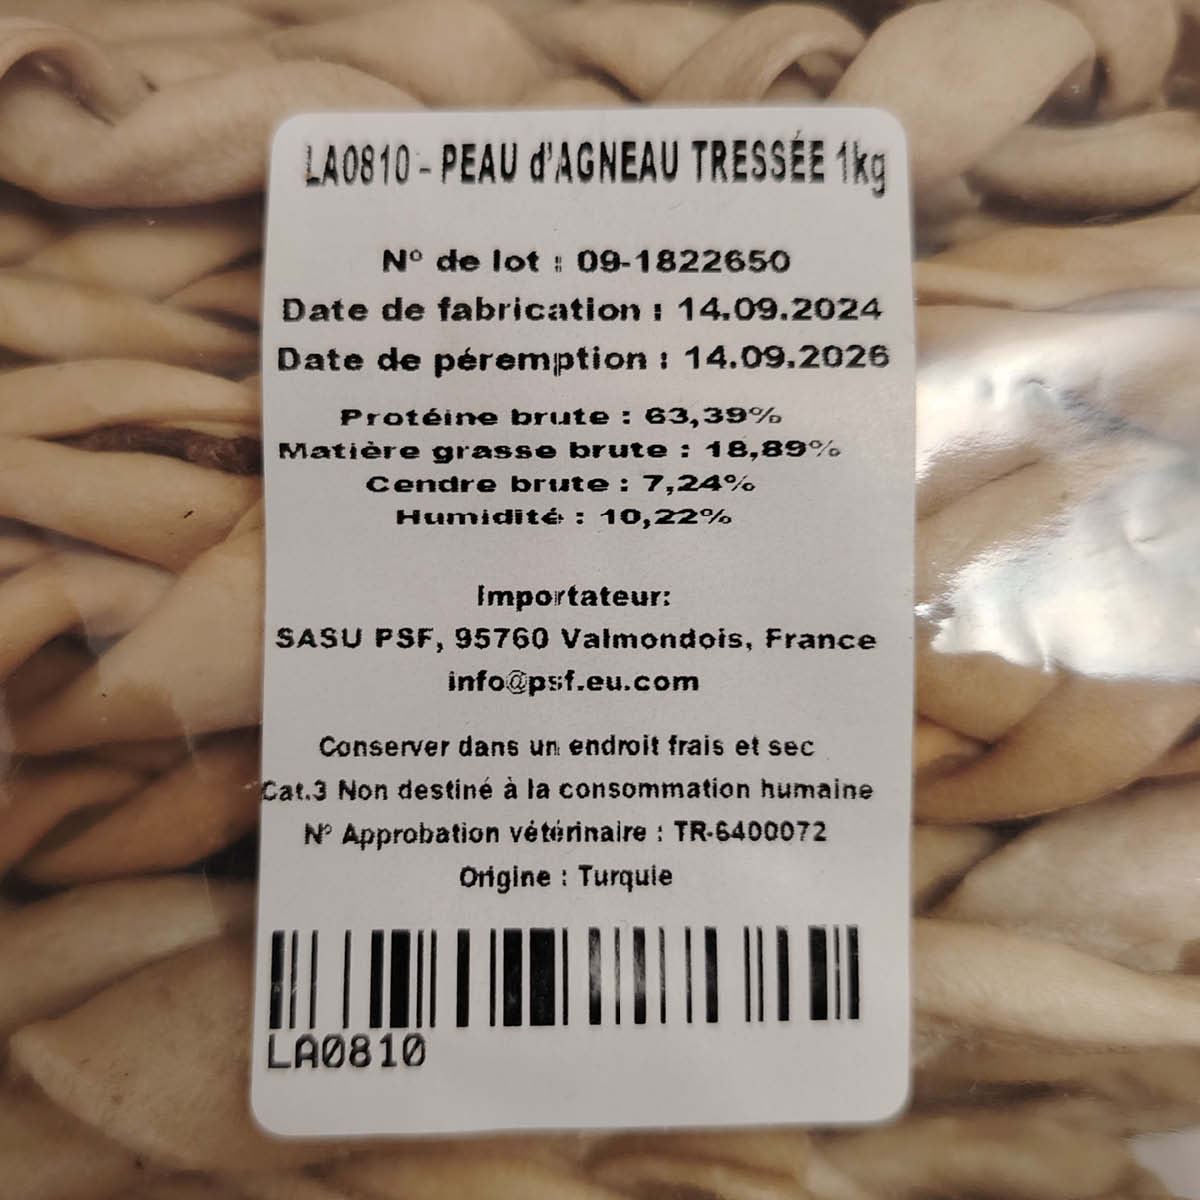 LA0810 - PEAU d'AGNEAU TRESSÉE 1kg
N° de lot : 09-1822650
Date de fabrication : 14.09.2024
Date de péremption : 14.09.2026
Protéine brute : 63,39%
Matière grasse brute : 18,89%
Cendre brute : 7,24%
Humidité : 10,22%
Importateur:
SASU PSF, 95760 Valmondois, France
info@psf.eu.com
Conserver dans un endroit frais et sec
Cat.3 Non destiné à la consommation humaine
N° Approbation vétérinaire : TR-6400072
Origine : Turquie
LA0810